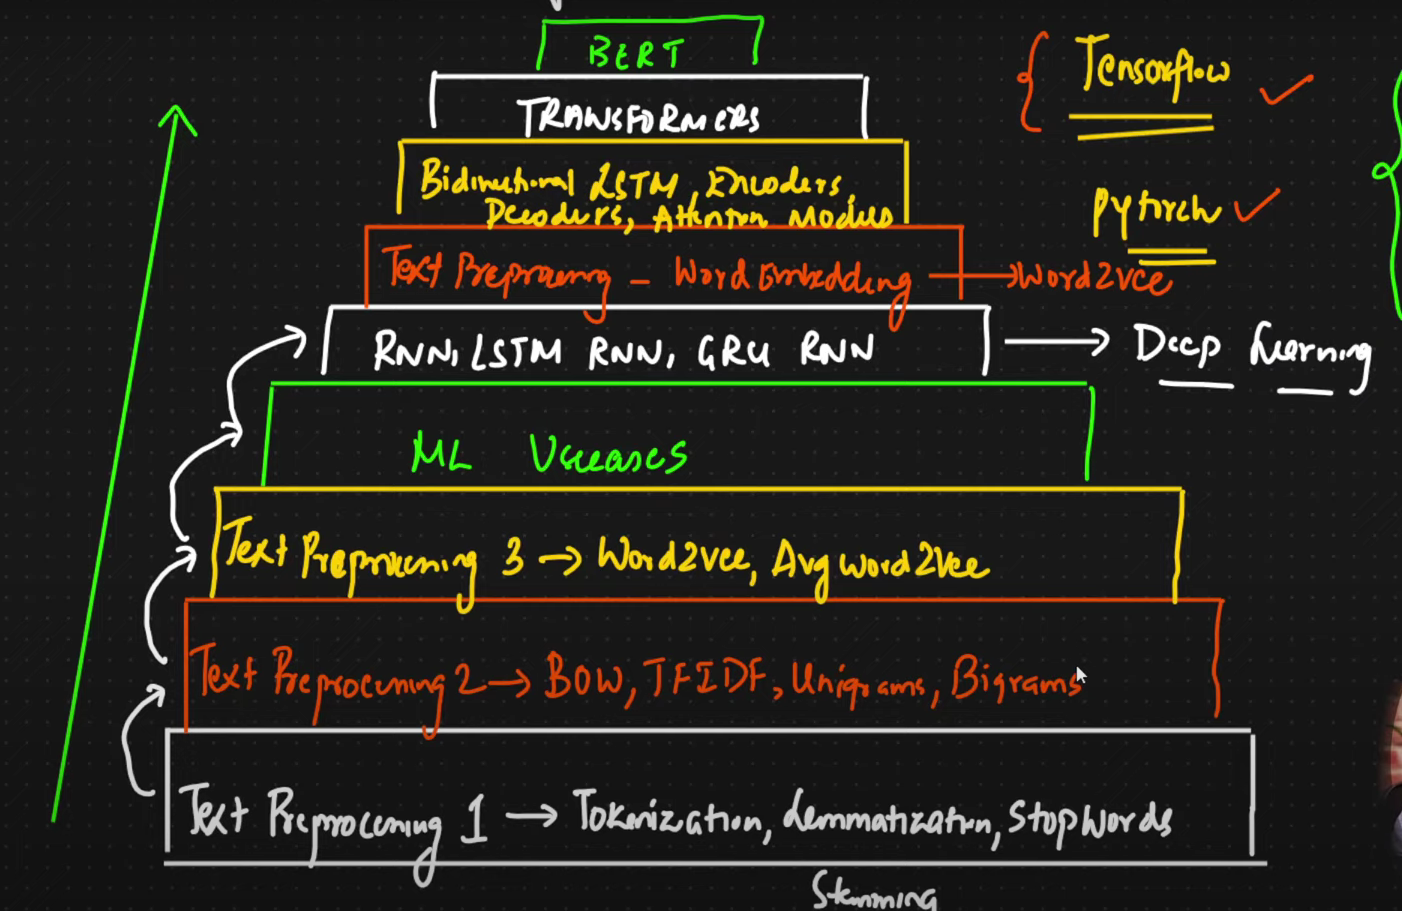 BERT
TRANSFORMERS
Bidirectional LSTM, Encoders,
Decoders, Attention Models
Text Preprocessing - Word Embedding → Word2vec
RNN, LSTM RNN, GRU RNN → Deep Learning
ML Usecases
Text Preprocessing 3 → Word2vec, AvgWord2vec
Text Preprocessing 2 → BOW, TFIDF, Unigrams, Bigrams
Text Preprocessing 1 → Tokenization, Lemmatization, StopWords
Stemming
Tensorflow
Pytorch